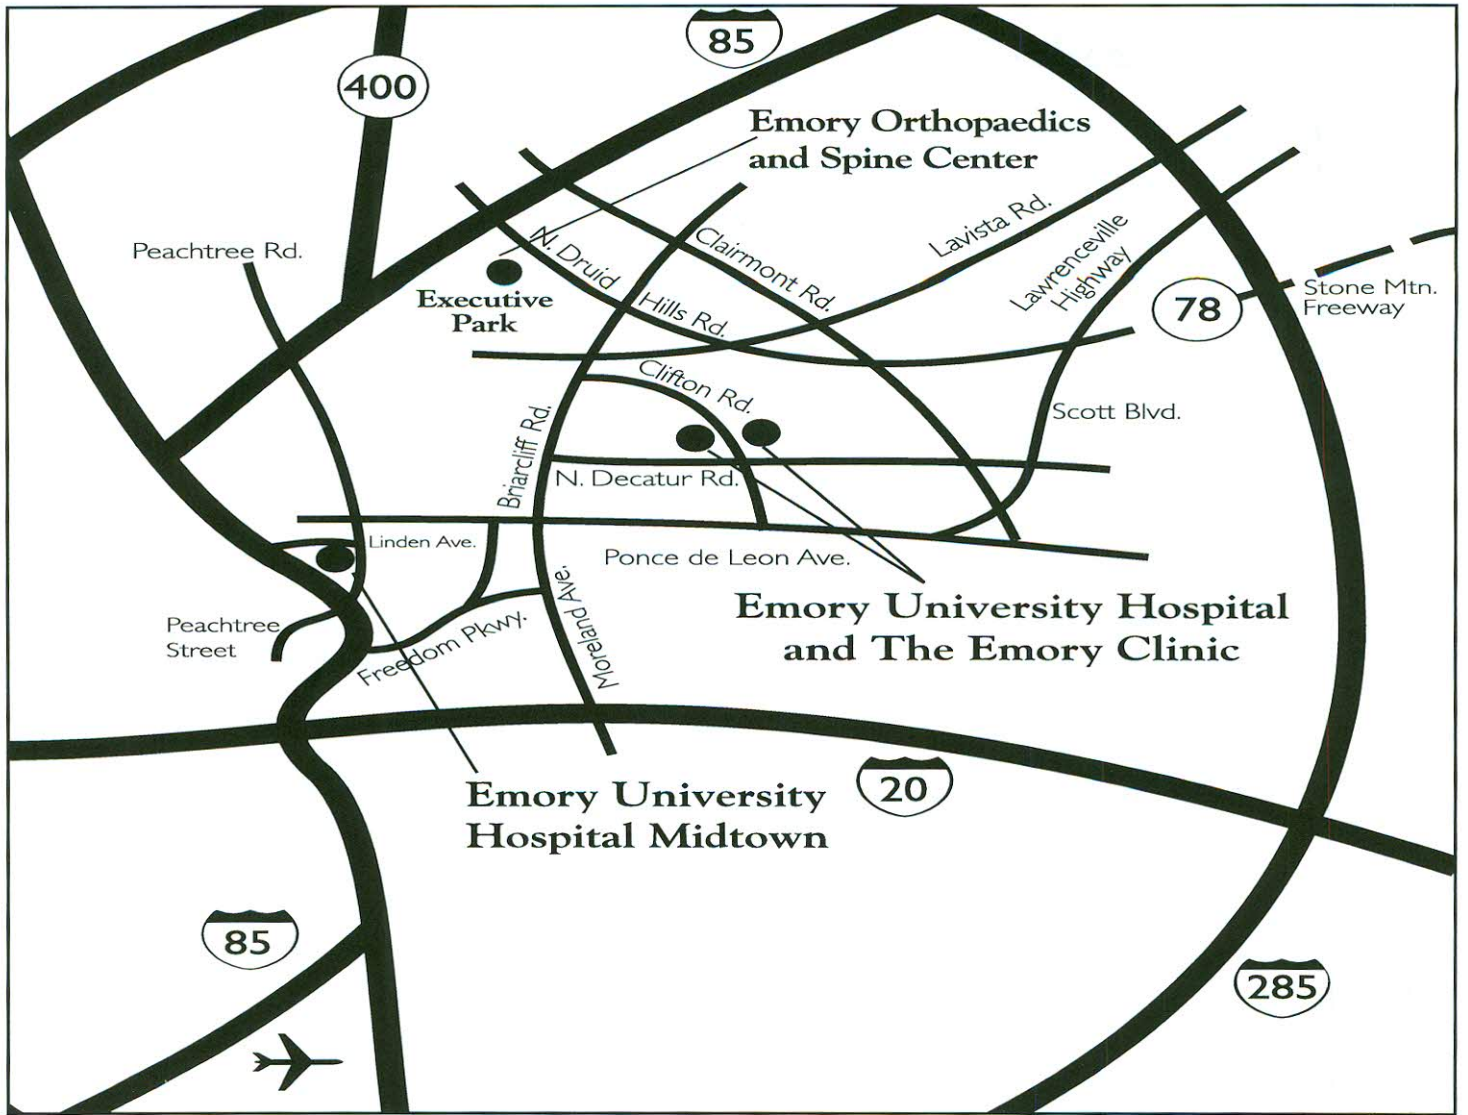 85
400
Emory Orthopaedics
and Spine Center
Peachtree Rd.
N. Druid
Hills Rd.
Clairmont Rd.
Lavista Rd.
Lawrenceville
Highway
78
Stone Mtn.
Freeway
Executive
Park
Clifton Rd.
Scott Blvd.
Briarcliff Rd.
N. Decatur Rd.
Linden Ave.
Ponce de Leon Ave.
Peachtree
Street
Freedom Pkwy.
Moreland Ave.
Emory University Hospital
and The Emory Clinic
Emory University
Hospital Midtown
20
85
285